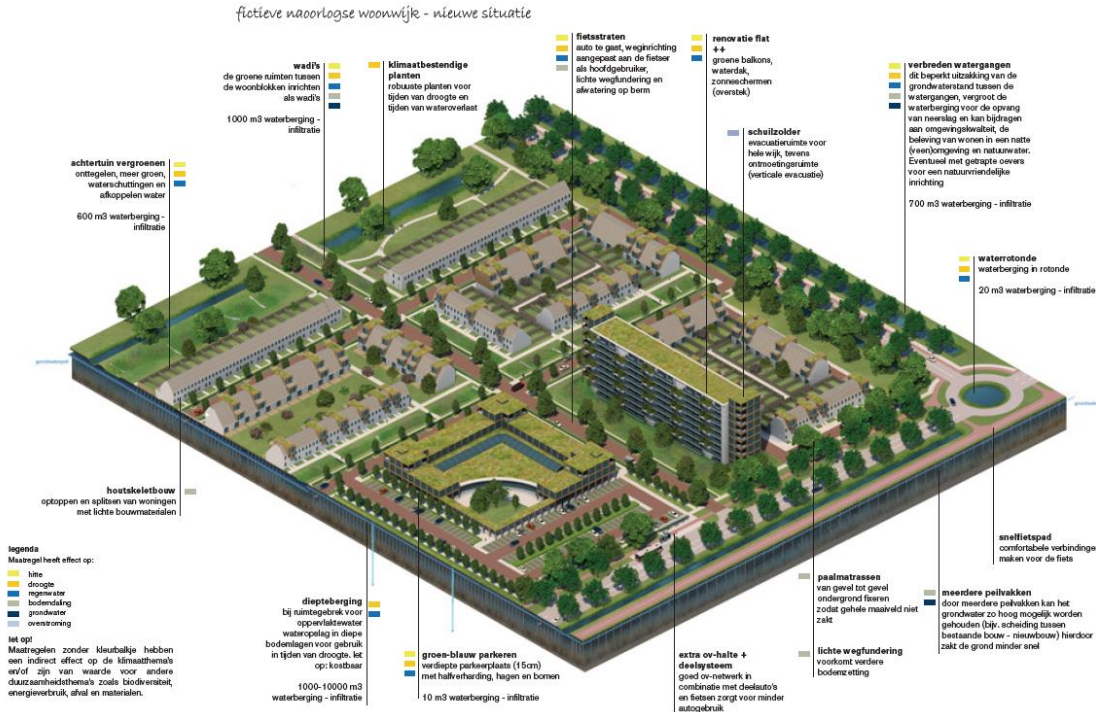 fictieve naoorlogse woonwijk - nieuwe situatie
wadi's
de groene ruimten tussen
de woonblokken inrichten
als wadi's
1000 m3 waterberging -
infiltratie
klimaatbestendige
planten
robuuste planten voor
tijden van droogte en
tijden van wateroverlast
fietsstraten
auto te gast, weginrichting
aangepast aan de fietser
als hoofdgebruiker,
lichte wegfundering en
afwatering op berm
renovatie flat
++
groene balkons,
waterdak,
zonneschermen
(overstek)
schuilzolder
evacuatieruimte voor
hele wijk, tevens
ontmoetingsruimte
(verticale evacuatie)
verbreden watergangen
dit beperkt uitzakking van de
grondwaterstand tussen de
watergangen, vergroot de
waterberging voor de opvang
van neerslag en kan bijdragen
aan omgevingskwaliteit, de
beleving van wonen in een natte
(veen)omgeving en natuurwater.
Eventueel met getrapte oevers
voor een natuurvriendelijke
inrichting
700 m3 waterberging - infiltratie
achtertuin vergroenen
onttegelen, meer groen,
waterschuttingen en
afkoppelen water
600 m3 waterberging -
infiltratie
waterrotonde
waterberging in rotonde
20 m3 waterberging - infiltratie
houtskeletbouw
optoppen en splitsen van woningen
met lichte bouwmaterialen
legenda
Maatregel heeft effect op:
hitte
droogte
regenwater
bodemdaling
grondwater
overstroming
let op!
Maatregelen zonder kleurbalkje hebben
een indirect effect op de klimaatthema's
en/of zijn van waarde voor andere
duurzaamheidsthema's zoals biodiversiteit,
energieverbruik, afval en materialen.
diepteberging
bij ruimtegebrek voor
oppervlaktewater
wateropslag in diepe
bodemlagen voor gebruik
in tijden van droogte. let
op: kostbaar
1000-10000 m3
waterberging - infiltratie
groen-blauw parkeren
verdiepte parkeerplaats (15cm)
met halfverharding, hagen en bomen
10 m3 waterberging - infiltratie
extra ov-halte +
deelsysteem
goed ov-netwerk in
combinatie met deelauto's
en fietsen zorgt voor minder
autogebruik
paalmatrassen
van gevel tot gevel
ondergrond fixeren
zodat gehele maaiveld niet
zakt
lichte wegfundering
voorkomt verdere
bodemzetting
snelfietspad
comfortabele verbindingen
maken voor de fiets
meerdere peilvakken
door meerdere peilvakken kan het
grondwater zo hoog mogelijk worden
gehouden (bijv. scheiding tussen
bestaande bouw - nieuwbouw) hierdoor
zakt de grond minder snel